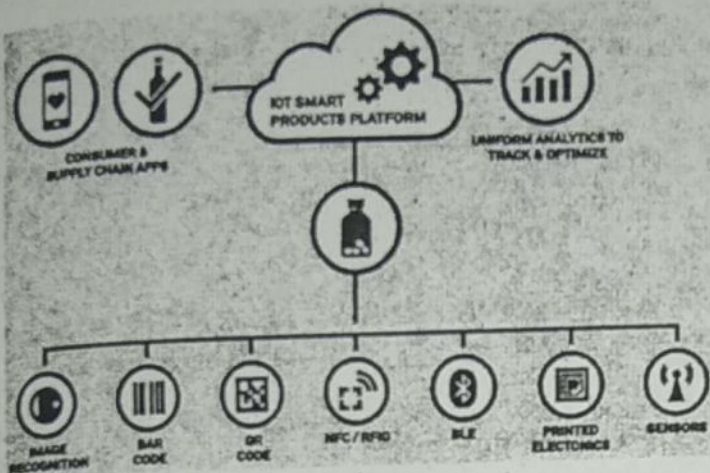 IOT SMART
PRODUCTS PLATFORM
CONSUMER &
SUPPLY CHAIN APPS
UNIFORM ANALYTICS TO
TRACK & OPTIMIZE
IMAGE
RECOGNITION
BAR
CODE
QR
CODE
NFC / RFID
BLE
PRINTED
ELECTONICS
SENSORS